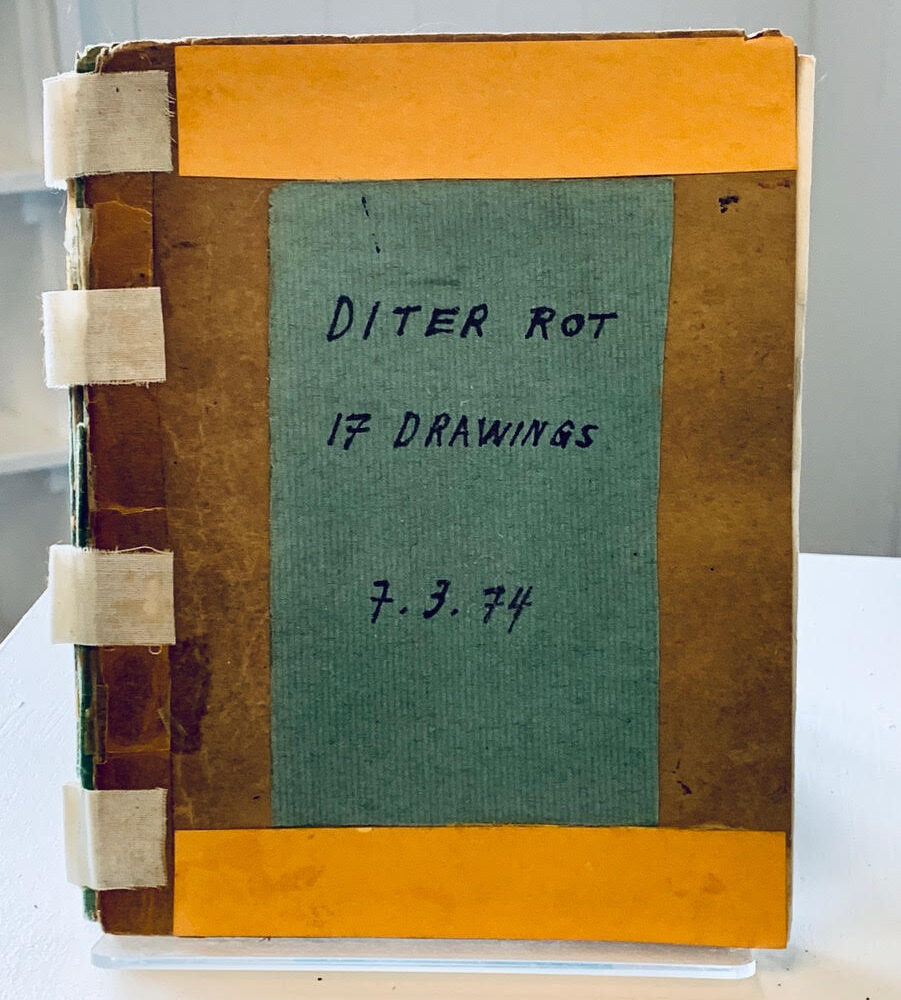 DITER ROT
17 DRAWINGS
7.3.74